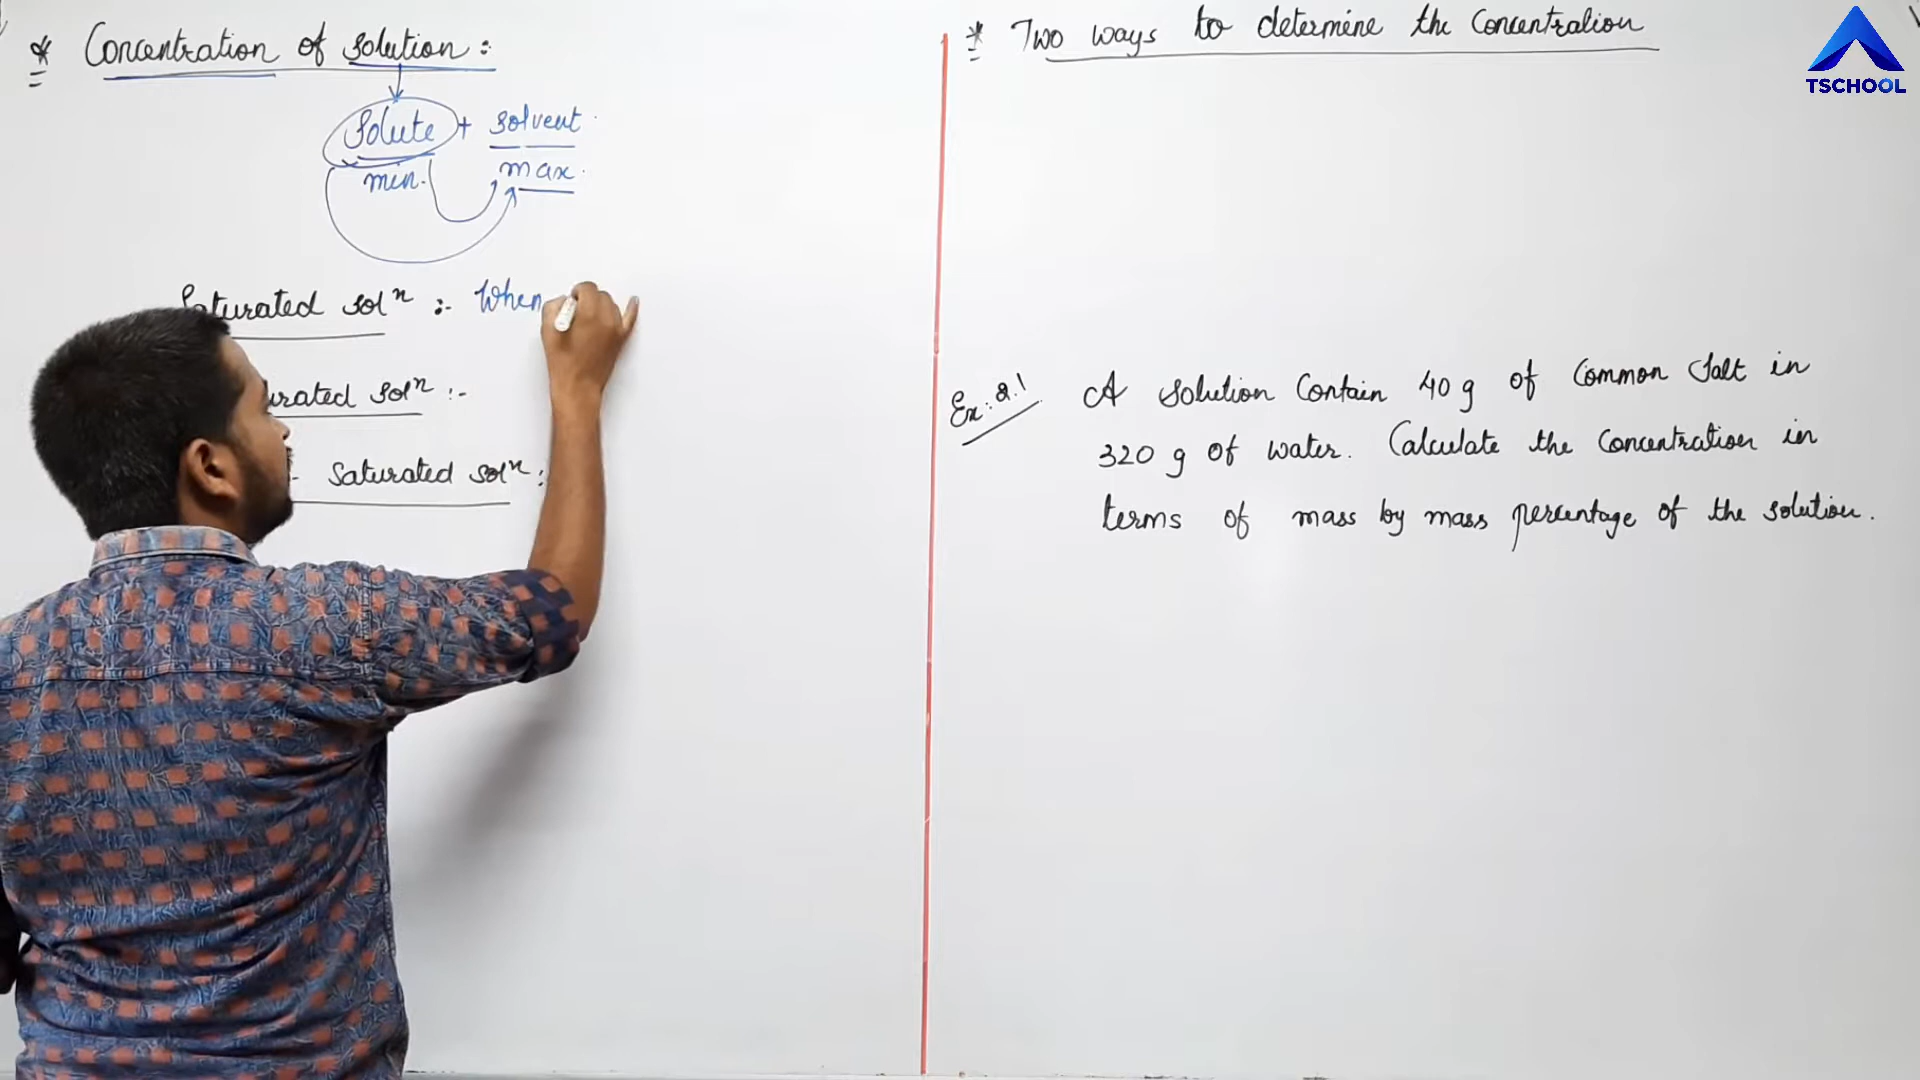 * Concentration of solution :
Solute + solvent
min. max.
Saturated solⁿ :- When
solⁿ :-
Saturated solⁿ :
* Two ways to determine the Concentration
Ex: 2.1 A solution Contain 40 g of Common Salt in
320 g of water. Calculate the Concentration in
terms of mass by mass percentage of the solution.
TSCHOOL